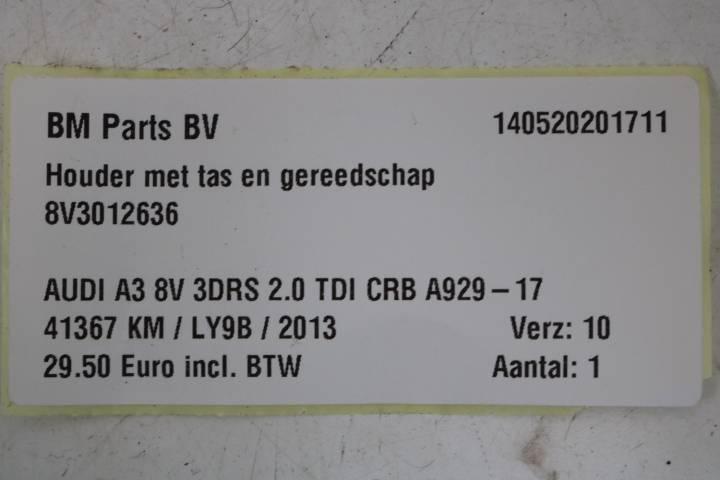 BM Parts BV 140520201711
Houder met tas en gereedschap
8V3012636
AUDI A3 8V 3DRS 2.0 TDI CRB A929 – 17
41367 KM / LY9B / 2013 Verz: 10
29.50 Euro incl. BTW Aantal: 1